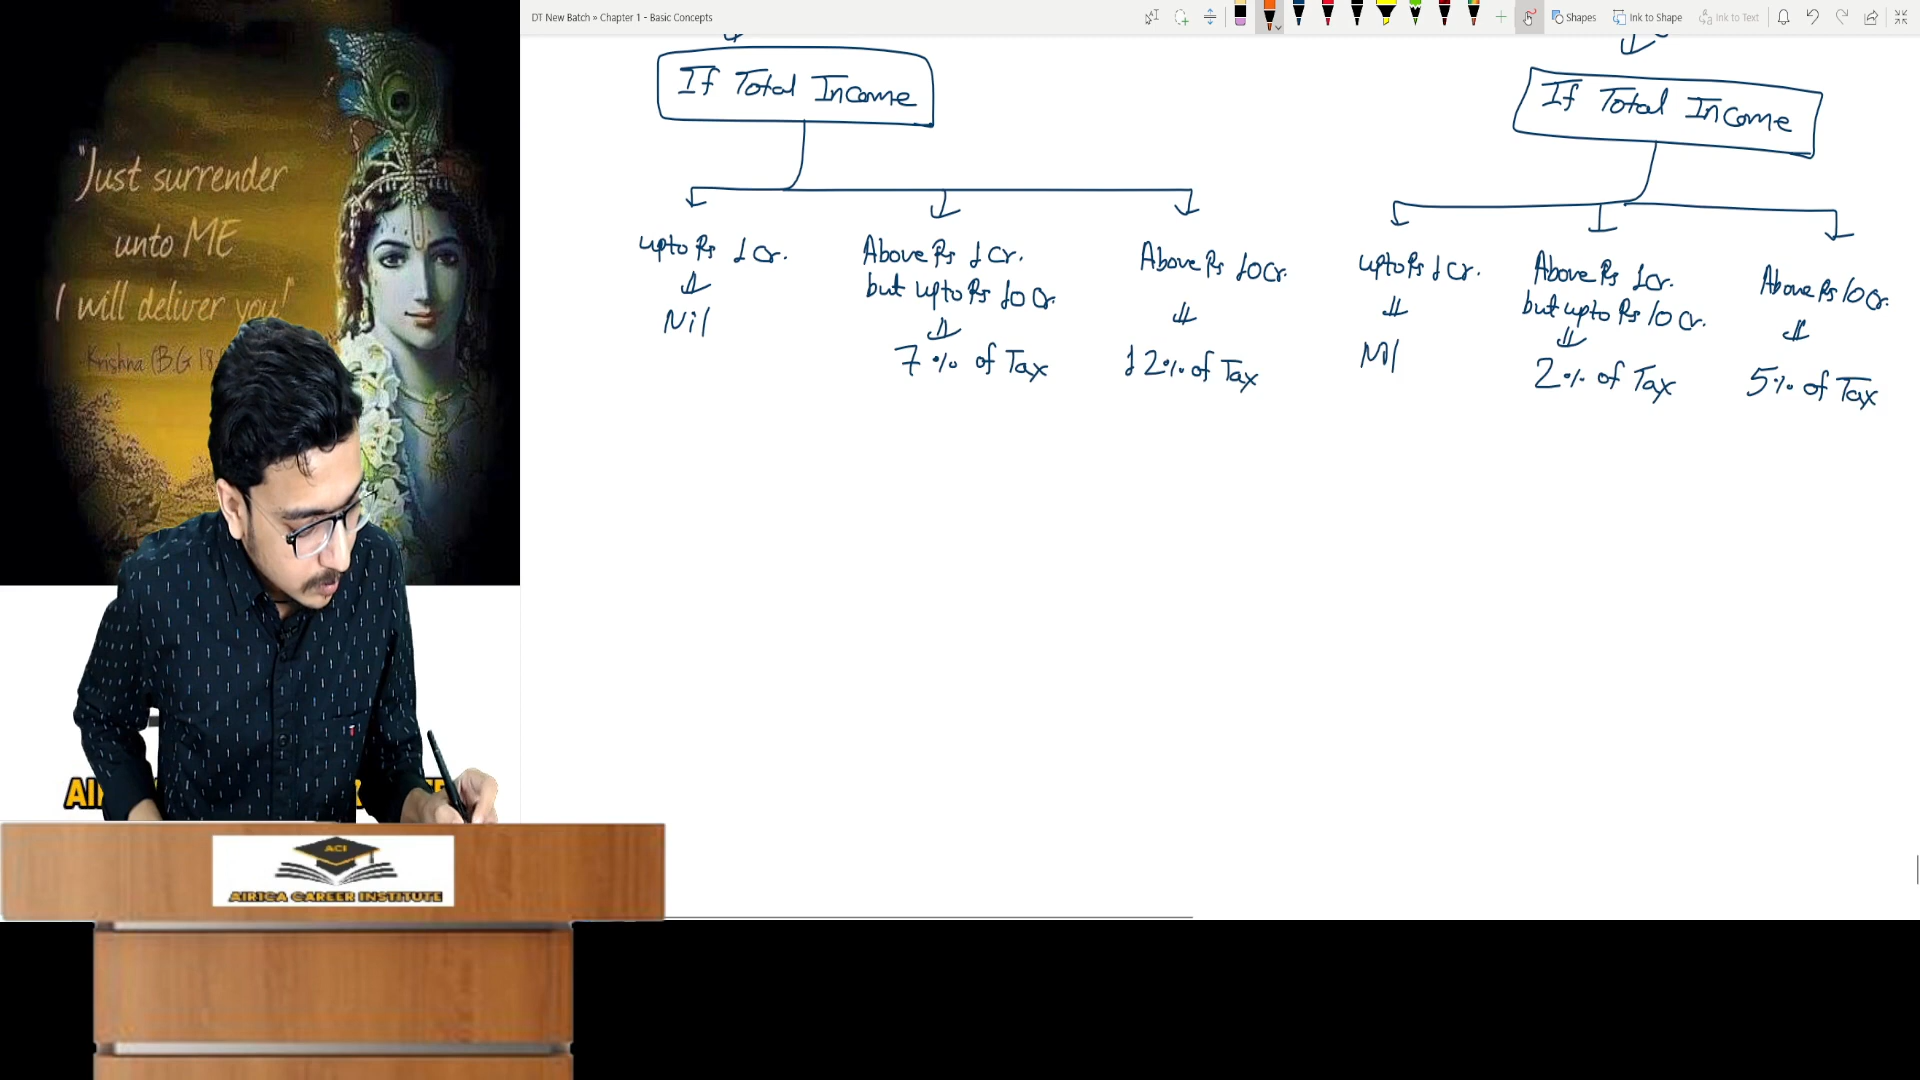 DT New Batch » Chapter 1 - Basic Concepts
Shapes
Ink to Shape
Ink to Text
"Just surrender
unto ME
I will deliver you!"
Krishna (B.G 18
If Total Income
upto Rs 1 Cr.
Nil
Above Rs 1 Cr.
but upto Rs 10 Cr.
7% of Tax
Above Rs 10 Cr.
12% of Tax
If Total Income
upto Rs 1 Cr.
Nil
Above Rs 1 Cr.
but upto Rs 10 Cr.
2% of Tax
Above Rs 10 Cr.
5% of Tax
ACI
AIRICA CAREER INSTITUTE